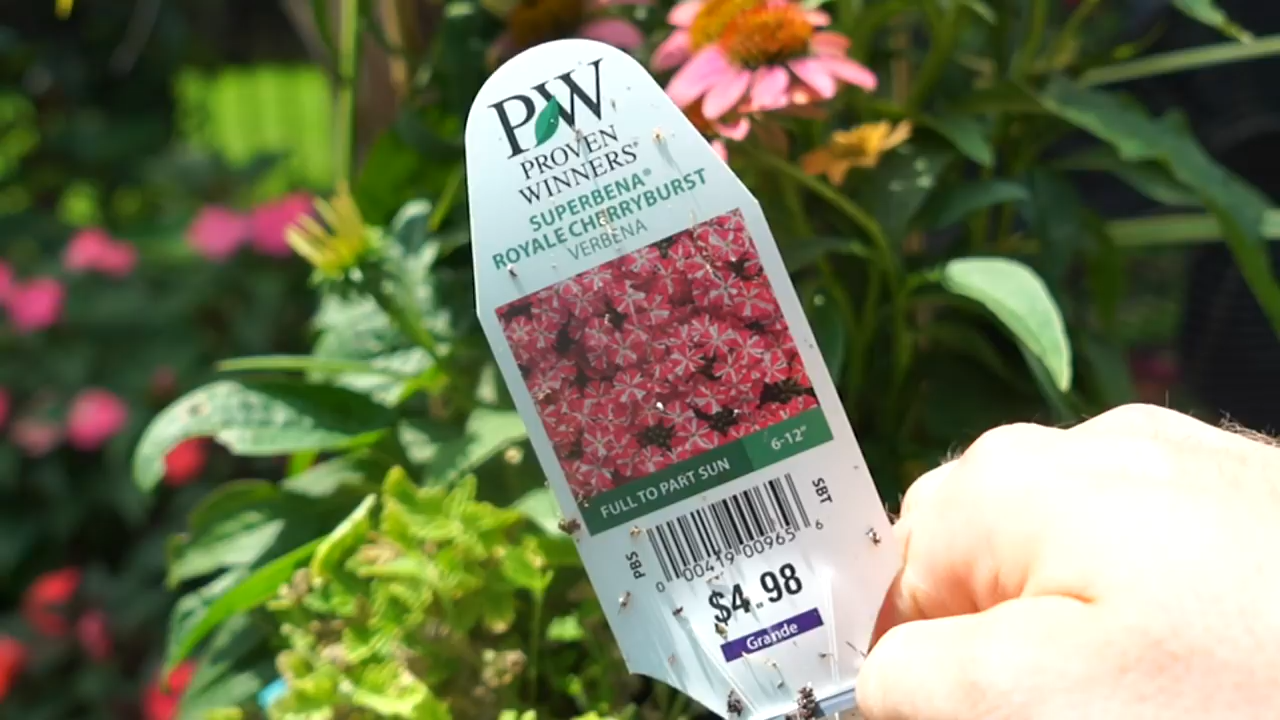 PW
PROVEN
WINNERS®
SUPERBENA®
ROYALE CHERRYBURST
VERBENA
FULL TO PART SUN 6-12"
PBS SBT
0 00419 00965 6
$4.98
Grande